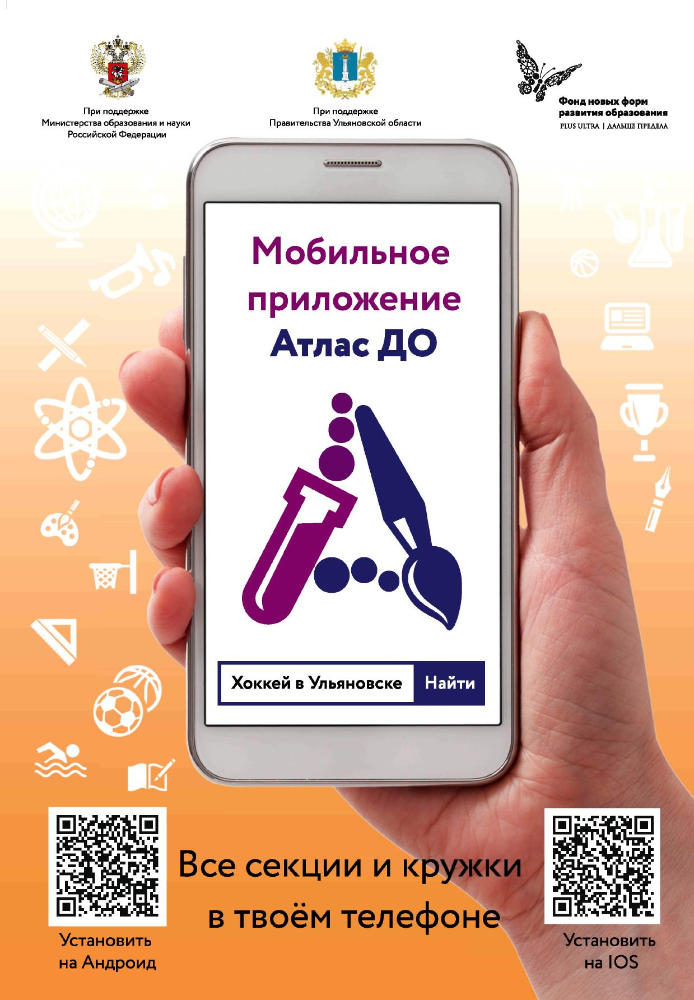 При поддержке
Министерства образования и науки
Российской Федерации
При поддержке
Правительства Ульяновской области
Фонд новых форм
развития образования
PLUS ULTRA | ДАЛЬШЕ ПРЕДЕЛА
Мобильное
приложение
Атлас ДО
Хоккей в Ульяновске
Найти
Все секции и кружки
в твоём телефоне
Установить
на Андроид
Установить
на IOS